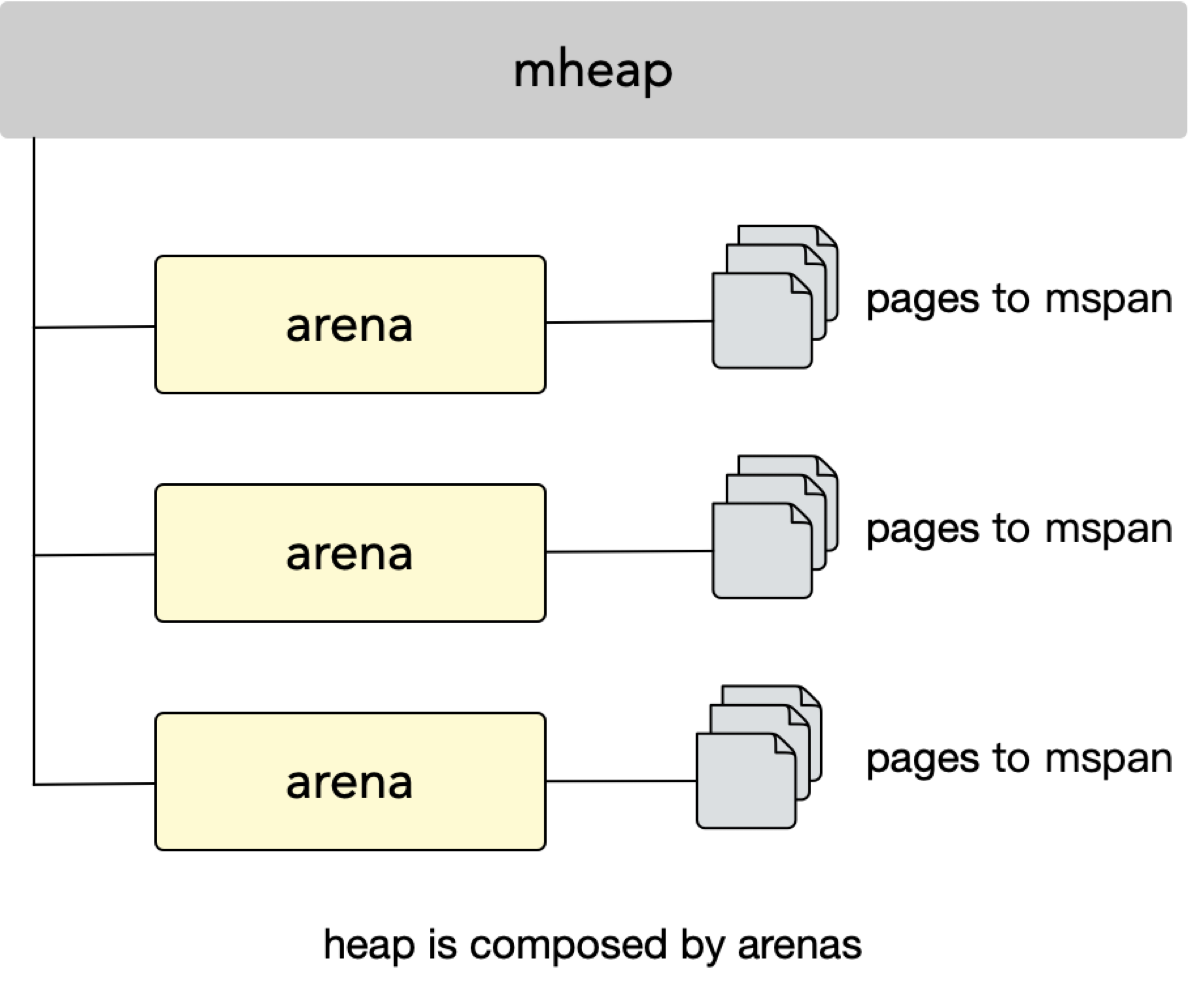 mheap
arena
pages to mspan
arena
pages to mspan
arena
pages to mspan
heap is composed by arenas